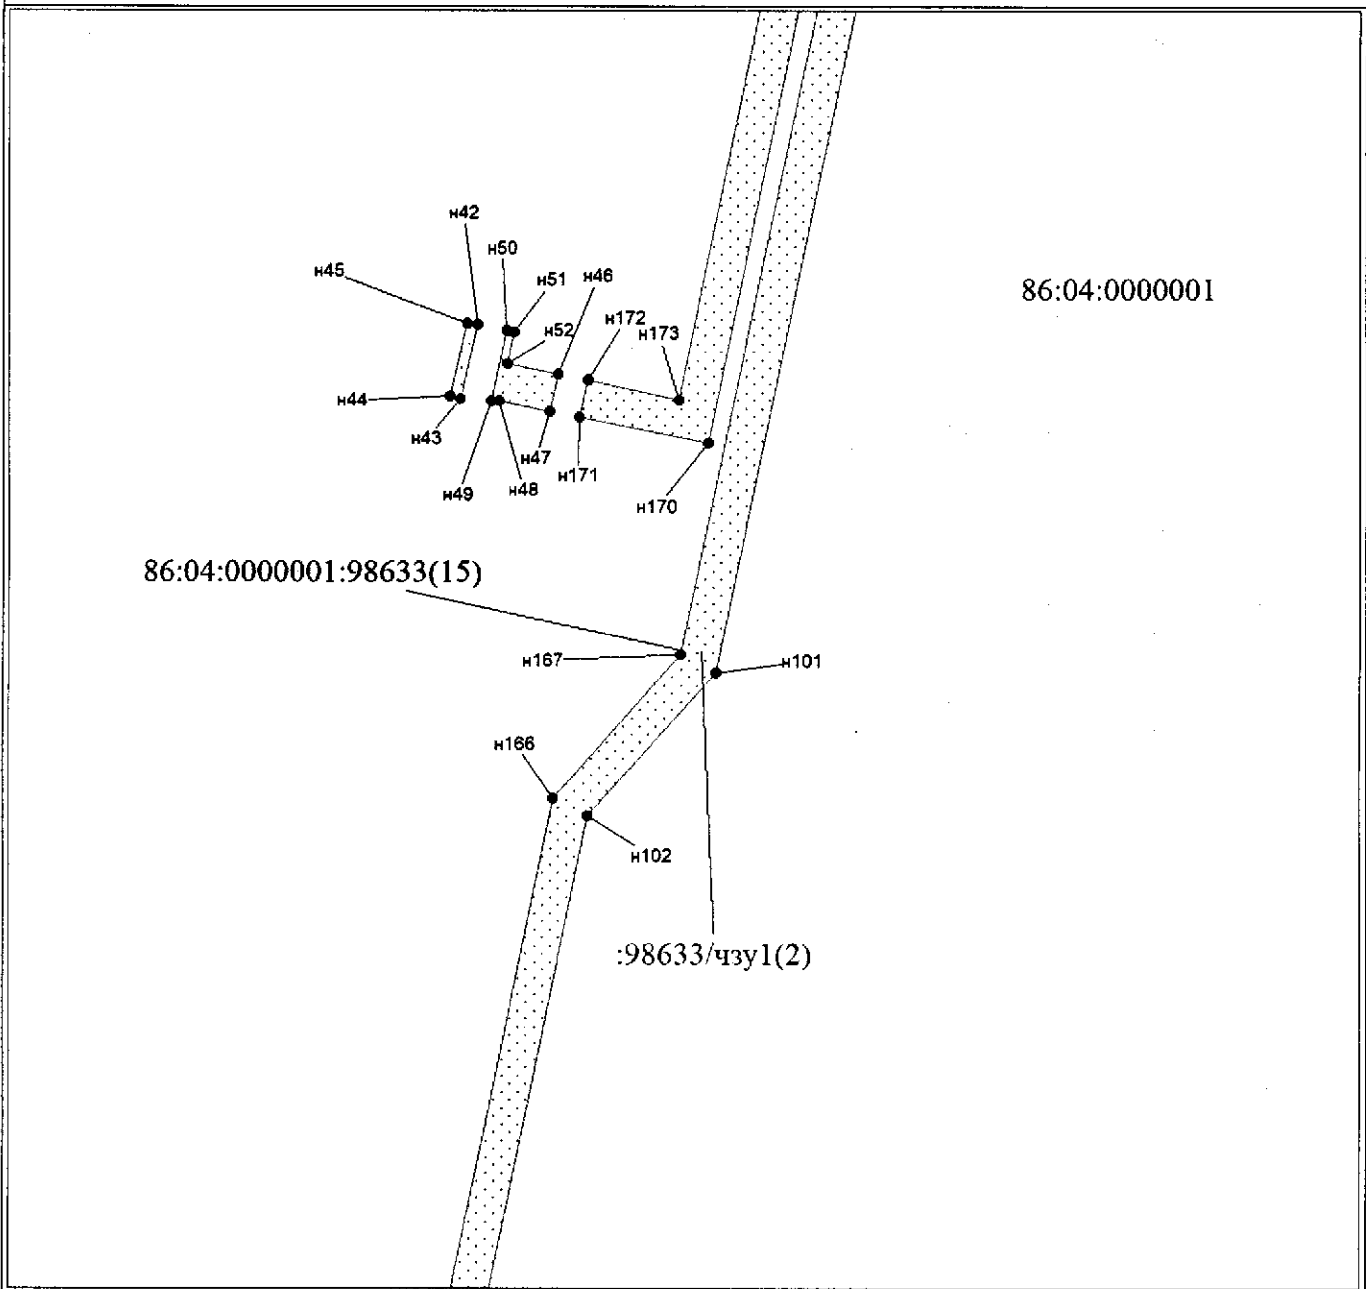 н42
н50
н45
н51
н46
86:04:0000001
н172
н52
н173
н44
н43
н47
н171
н49
н48
н170
86:04:0000001:98633(15)
н167
н101
н166
н102
:98633/чзу1(2)